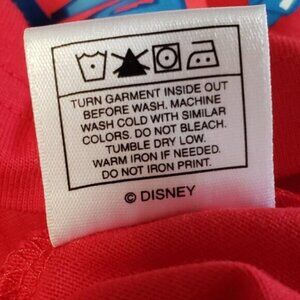 TURN GARMENT INSIDE OUT
BEFORE WASH. MACHINE
WASH COLD WITH SIMILAR
COLORS. DO NOT BLEACH.
TUMBLE DRY LOW.
WARM IRON IF NEEDED.
DO NOT IRON PRINT.
© DISNEY